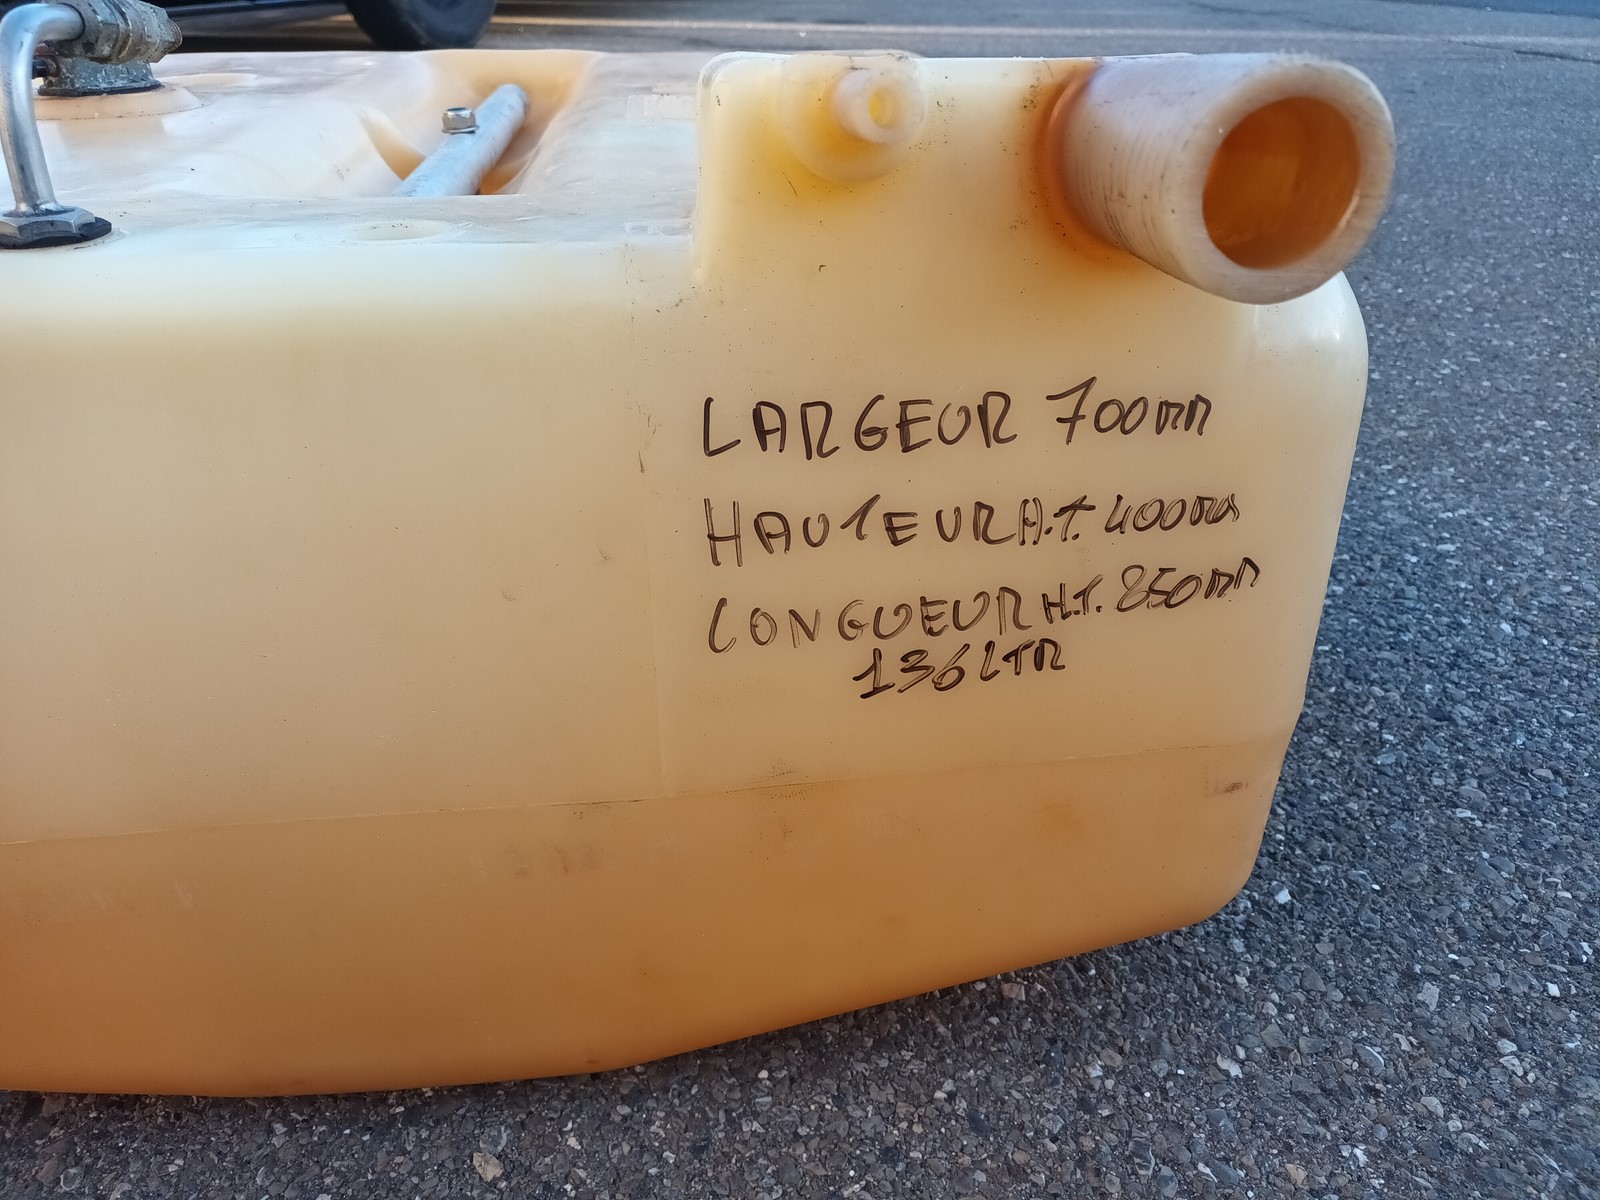 LARGEUR 700mm
HAUTEUR H.T. 400mm
LONGUEUR H.T. 850mm
136 LTR